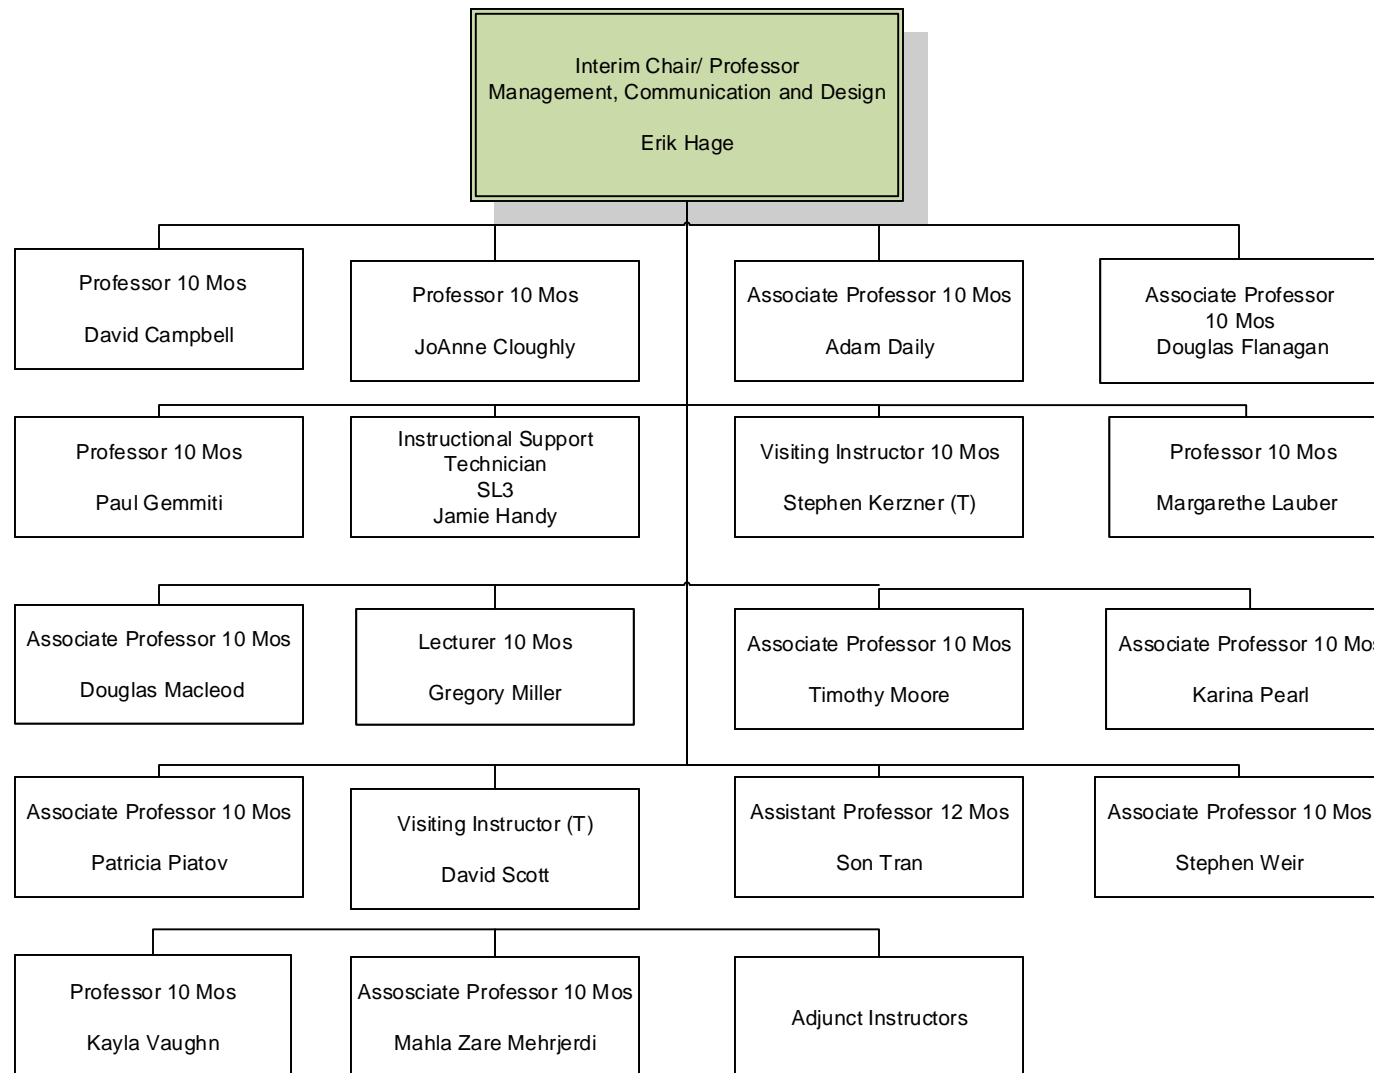 Interim Chair/ Professor
Management, Communication and Design
Erik Hage
Professor 10 Mos
David Campbell
Professor 10 Mos
JoAnne Cloughly
Associate Professor 10 Mos
Adam Daily
Associate Professor
10 Mos
Douglas Flanagan
Professor 10 Mos
Paul Gemmiti
Instructional Support
Technician
SL3
Jamie Handy
Visiting Instructor 10 Mos
Stephen Kerzner (T)
Professor 10 Mos
Margarethe Lauber
Associate Professor 10 Mos
Douglas Macleod
Lecturer 10 Mos
Gregory Miller
Associate Professor 10 Mos
Timothy Moore
Associate Professor 10 Mos
Karina Pearl
Associate Professor 10 Mos
Patricia Piatov
Visiting Instructor (T)
David Scott
Assistant Professor 12 Mos
Son Tran
Associate Professor 10 Mos
Stephen Weir
Professor 10 Mos
Kayla Vaughn
Assosciate Professor 10 Mos
Mahla Zare Mehrjerdi
Adjunct Instructors